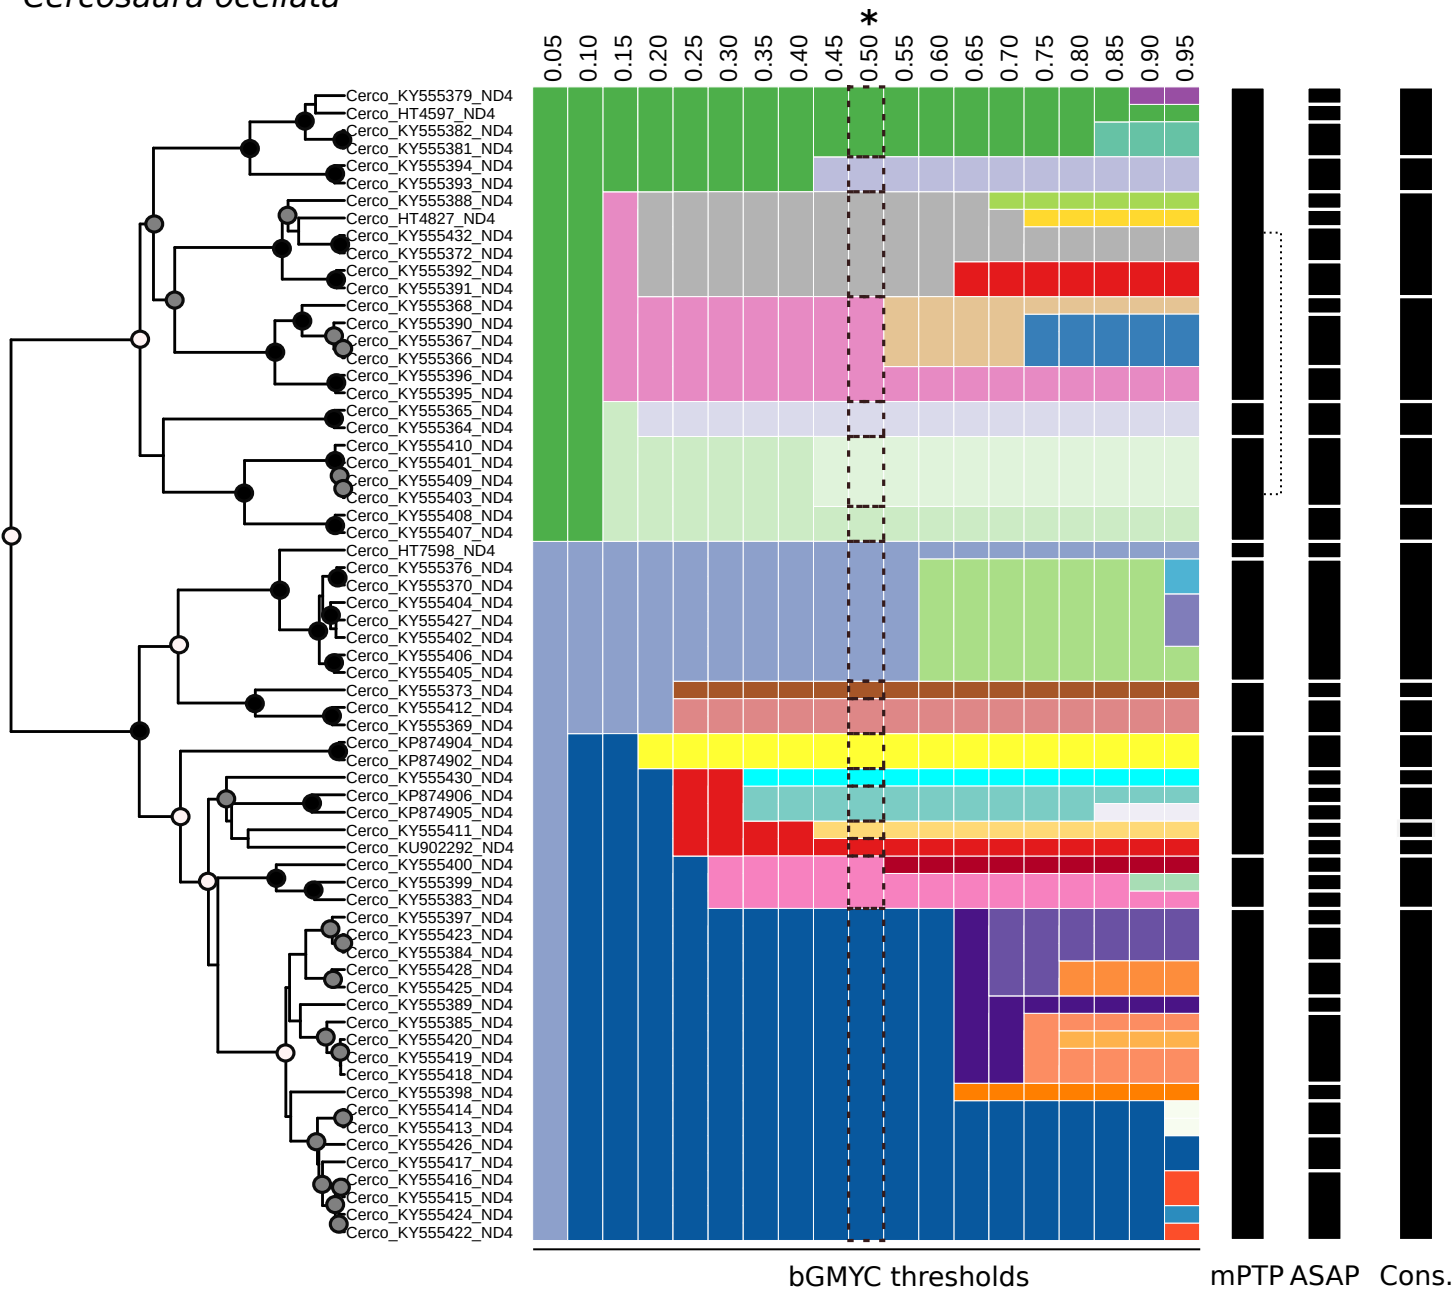 Cercosaura ocellata
*
0.05 0.10 0.15 0.20 0.25 0.30 0.35 0.40 0.45 0.50 0.55 0.60 0.65 0.70 0.75 0.80 0.85 0.90 0.95
Cerco_KY555379_ND4
Cerco_HT4597_ND4
Cerco_KY555382_ND4
Cerco_KY555381_ND4
Cerco_KY555394_ND4
Cerco_KY555393_ND4
Cerco_KY555388_ND4
Cerco_HT4827_ND4
Cerco_KY555432_ND4
Cerco_KY555372_ND4
Cerco_KY555392_ND4
Cerco_KY555391_ND4
Cerco_KY555368_ND4
Cerco_KY555390_ND4
Cerco_KY555367_ND4
Cerco_KY555366_ND4
Cerco_KY555396_ND4
Cerco_KY555395_ND4
Cerco_KY555365_ND4
Cerco_KY555364_ND4
Cerco_KY555410_ND4
Cerco_KY555401_ND4
Cerco_KY555409_ND4
Cerco_KY555403_ND4
Cerco_KY555408_ND4
Cerco_KY555407_ND4
Cerco_HT7598_ND4
Cerco_KY555376_ND4
Cerco_KY555370_ND4
Cerco_KY555404_ND4
Cerco_KY555427_ND4
Cerco_KY555402_ND4
Cerco_KY555406_ND4
Cerco_KY555405_ND4
Cerco_KY555373_ND4
Cerco_KY555412_ND4
Cerco_KY555369_ND4
Cerco_KP874904_ND4
Cerco_KP874902_ND4
Cerco_KY555430_ND4
Cerco_KP874906_ND4
Cerco_KP874905_ND4
Cerco_KY555411_ND4
Cerco_KU902292_ND4
Cerco_KY555400_ND4
Cerco_KY555399_ND4
Cerco_KY555383_ND4
Cerco_KY555397_ND4
Cerco_KY555423_ND4
Cerco_KY555384_ND4
Cerco_KY555428_ND4
Cerco_KY555425_ND4
Cerco_KY555389_ND4
Cerco_KY555385_ND4
Cerco_KY555420_ND4
Cerco_KY555419_ND4
Cerco_KY555418_ND4
Cerco_KY555398_ND4
Cerco_KY555414_ND4
Cerco_KY555413_ND4
Cerco_KY555426_ND4
Cerco_KY555417_ND4
Cerco_KY555416_ND4
Cerco_KY555415_ND4
Cerco_KY555424_ND4
Cerco_KY555422_ND4
bGMYC thresholds mPTP ASAP Cons.